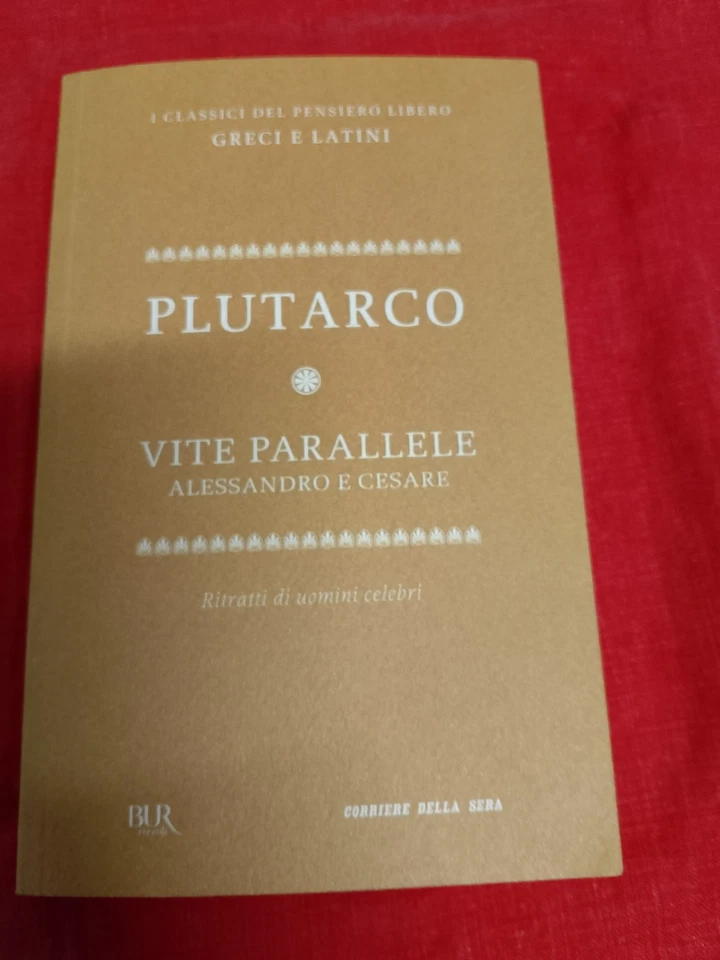 I CLASSICI DEL PENSIERO LIBERO
GRECI E LATINI
PLUTARCO
VITE PARALLELE
ALESSANDRO E CESARE
Ritratti di uomini celebri
BUR
CORRIERE DELLA SERA